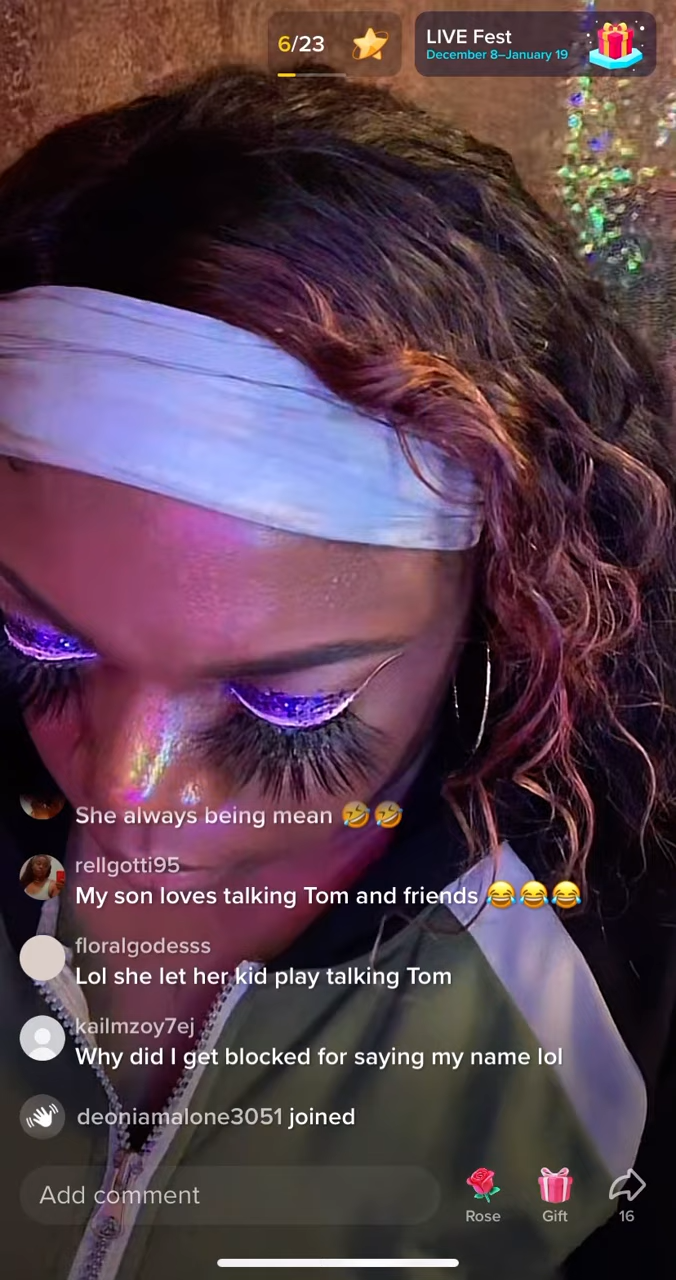 6/23
LIVE Fest
December 8–January 19
She always being mean 🤣🤣
rellgotti95
My son loves talking Tom and friends 😂😂😂
floralgodesss
Lol she let her kid play talking Tom
kailmzoy7ej
Why did I get blocked for saying my name lol
deoniamalone3051 joined
Add comment
Rose
Gift
16